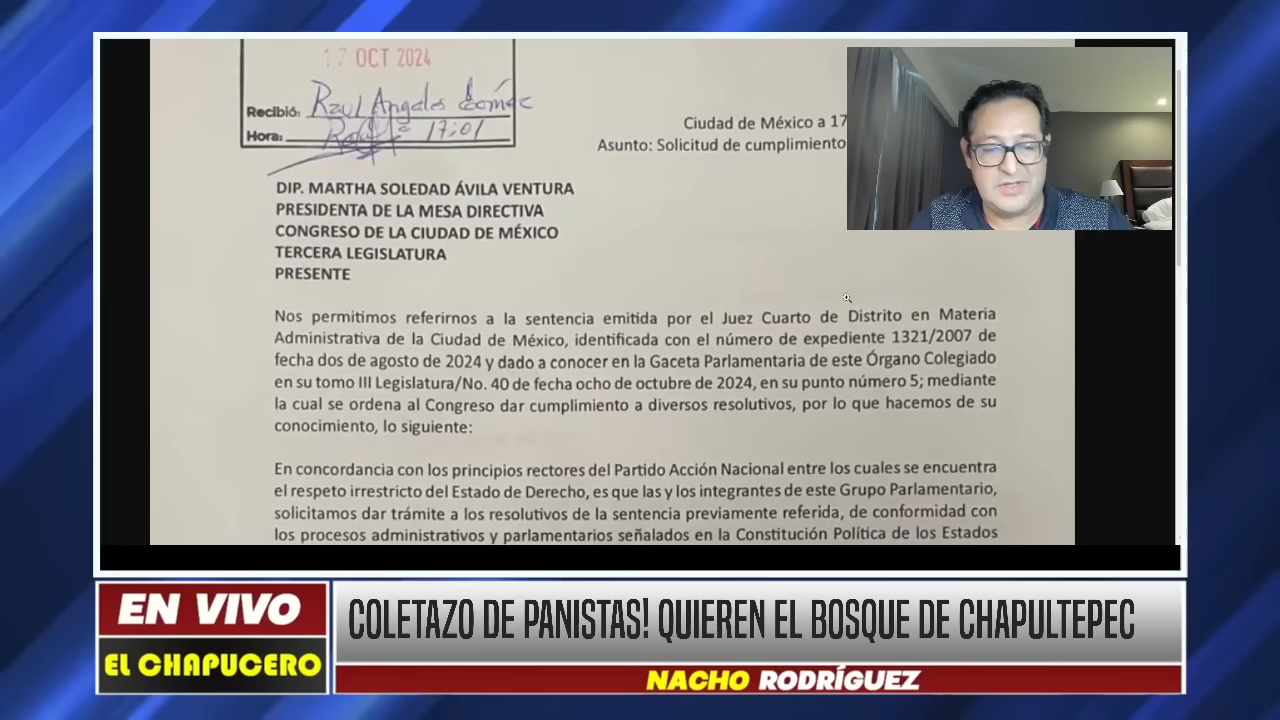 17 OCT 2024
Recibió: Raul Angeles Gómez
Hora: 17:01
Ciudad de México a 17
Asunto: Solicitud de cumplimiento
DIP. MARTHA SOLEDAD ÁVILA VENTURA
PRESIDENTA DE LA MESA DIRECTIVA
CONGRESO DE LA CIUDAD DE MÉXICO
TERCERA LEGISLATURA
PRESENTE
Nos permitimos referirnos a la sentencia emitida por el Juez Cuarto de Distrito en Materia
Administrativa de la Ciudad de México, identificada con el número de expediente 1321/2007 de
fecha dos de agosto de 2024 y dado a conocer en la Gaceta Parlamentaria de este Órgano Colegiado
en su tomo III Legislatura/No. 40 de fecha ocho de octubre de 2024, en su punto número 5; mediante
la cual se ordena al Congreso dar cumplimiento a diversos resolutivos, por lo que hacemos de su
conocimiento, lo siguiente:
En concordancia con los principios rectores del Partido Acción Nacional entre los cuales se encuentra
el respeto irrestricto del Estado de Derecho, es que las y los integrantes de este Grupo Parlamentario,
solicitamos dar trámite a los resolutivos de la sentencia previamente referida, de conformidad con
los procesos administrativos y parlamentarios señalados en la Constitución Política de los Estados
EN VIVO
EL CHAPUCERO
COLETAZO DE PANISTAS! QUIEREN EL BOSQUE DE CHAPULTEPEC
NACHO RODRÍGUEZ